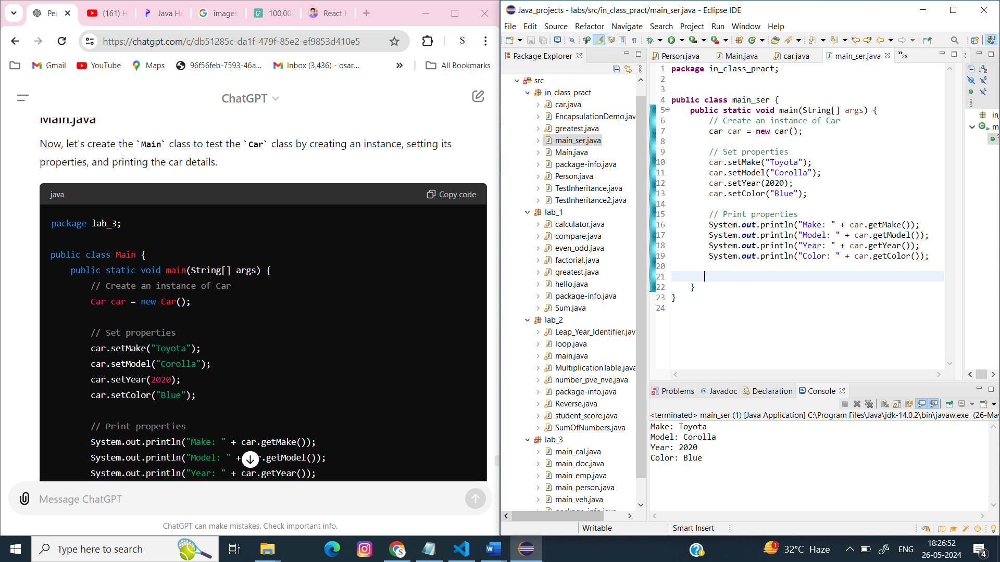 Per
(161) H
Java He
images
100,000
React H
https://chatgpt.com/c/db51285c-da1f-479f-85e2-ef9853d410e5
S
Gmail
YouTube
Maps
96f56feb-7593-46a...
Inbox (3,436) - osar...
»
All Bookmarks
ChatGPT
Main.java
Now, let's create the `Main` class to test the `Car` class by creating an instance, setting its
properties, and printing the car details.
java
Copy code
package lab_3;
public class Main {
public static void main(String[] args) {
// Create an instance of Car
Car car = new Car();
// Set properties
car.setMake("Toyota");
car.setModel("Corolla");
car.setYear(2020);
car.setColor("Blue");
// Print properties
System.out.println("Make: " + car.getMake());
System.out.println("Model: " + r.getModel());
System.out.println("Year: " + car.getYear());
Message ChatGPT
ChatGPT can make mistakes. Check important info.
Java_projects - labs/src/in_class_pract/main_ser.java - Eclipse IDE
File Edit Source Refactor Navigate Search Project Run Window Help
Package Explorer
src
in_class_pract
car.java
EncapsulationDemo.jav
greatest.java
main_ser.java
Main.java
package-info.java
Person.java
TestInheritance.java
TestInheritance2.java
lab_1
calculator.java
compare.java
even_odd.java
factorial.java
greatest.java
hello.java
package-info.java
Sum.java
lab_2
Leap_Year_Identifier.jav
loop.java
main.java
MultiplicationTable.java
number_pve_nve.java
package-info.java
Reverse.java
student_score.java
SumOfNumbers.java
lab_3
main_cal.java
main_doc.java
main_emp.java
main_person.java
main_veh.java
package-info.java
Person.java
Main.java
car.java
main_ser.java
»28
1 package in_class_pract;
2
3
4 public class main_ser {
5 public static void main(String[] args) {
6 // Create an instance of Car
7 car car = new car();
8
9 // Set properties
10 car.setMake("Toyota");
11 car.setModel("Corolla");
12 car.setYear(2020);
13 car.setColor("Blue");
14
15 // Print properties
16 System.out.println("Make: " + car.getMake());
17 System.out.println("Model: " + car.getModel());
18 System.out.println("Year: " + car.getYear());
19 System.out.println("Color: " + car.getColor());
20
21
22 }
23 }
24
in_
m
Problems
@ Javadoc
Declaration
Console
<terminated> main_ser (1) [Java Application] C:\Program Files\Java\jdk-14.0.2\bin\javaw.exe (26-May
Make: Toyota
Model: Corolla
Year: 2020
Color: Blue
Writable
Smart Insert
Type here to search
1
32°C Haze
ENG
18:26:52
26-05-2024
4